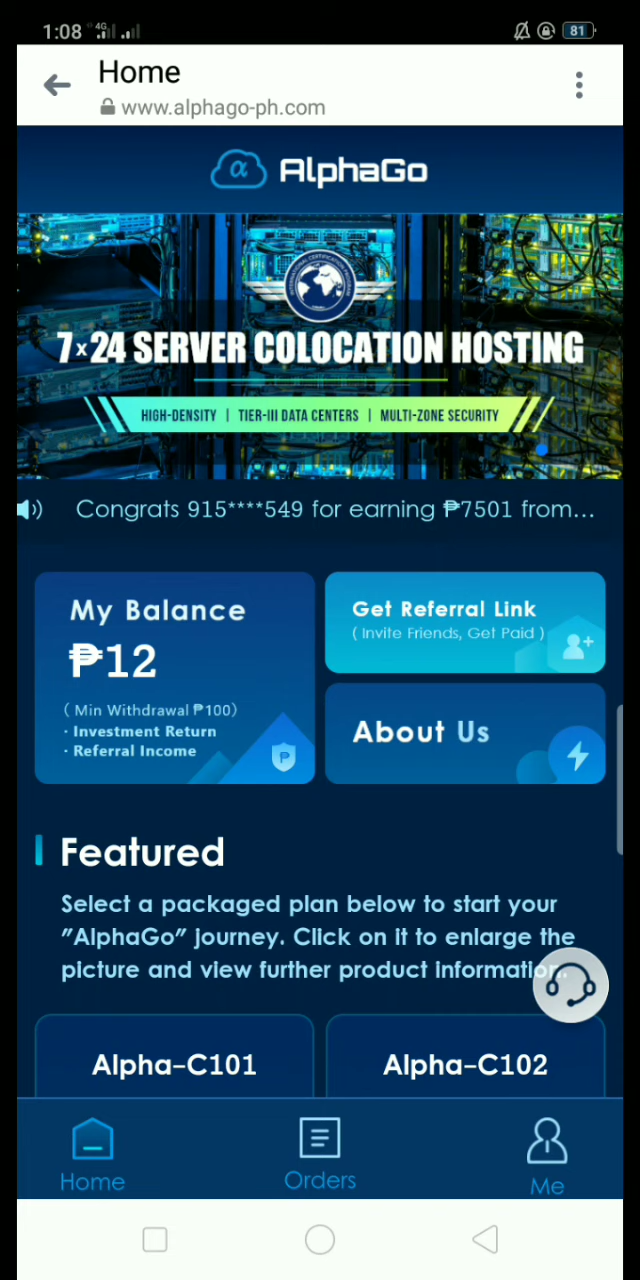 1:08 4G 81
Home
www.alphago-ph.com
α AlphaGo
7×24 SERVER COLOCATION HOSTING
HIGH-DENSITY | TIER-III DATA CENTERS | MULTI-ZONE SECURITY
Congrats 915****549 for earning ₱7501 from...
My Balance
₱12
( Min Withdrawal ₱100)
· Investment Return
· Referral Income
Get Referral Link
( Invite Friends, Get Paid )
About Us
Featured
Select a packaged plan below to start your
"AlphaGo" journey. Click on it to enlarge the
picture and view further product information.
Alpha-C101
Alpha-C102
Home
Orders
Me